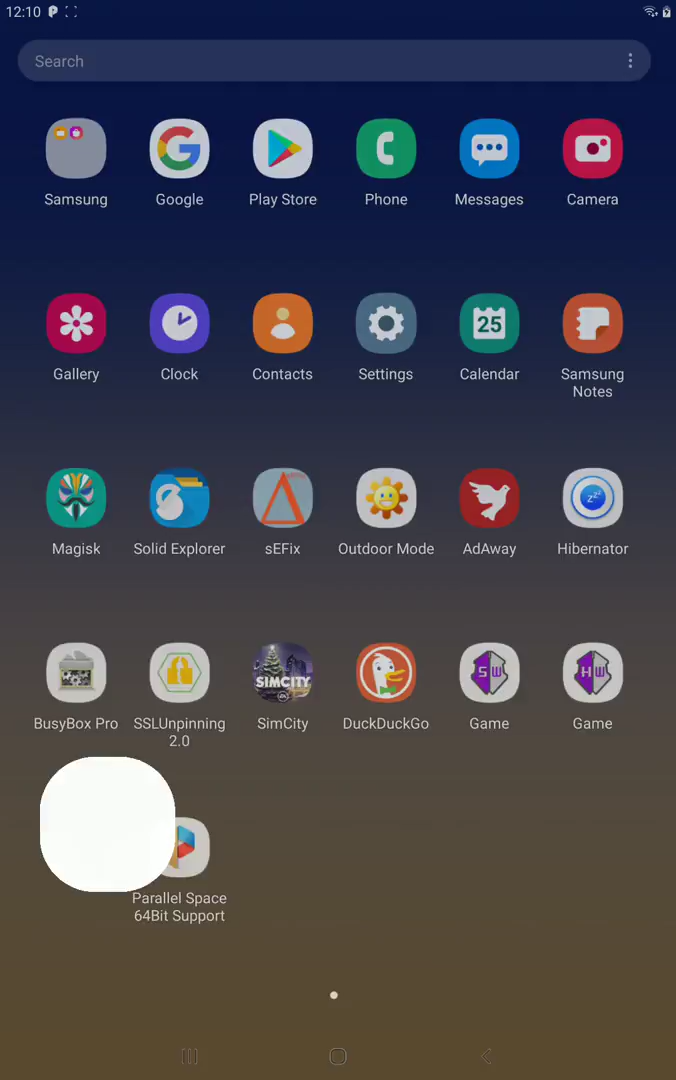 12:10
Search
Samsung
Google
Play Store
Phone
Messages
Camera
25
Gallery
Clock
Contacts
Settings
Calendar
Samsung
Notes
Magisk
Solid Explorer
sEFix
Outdoor Mode
AdAway
Hibernator
SIMCITY
SW
HW
BusyBox Pro
SSLUnpinning
2.0
SimCity
DuckDuckGo
Game
Game
Parallel Space
64Bit Support